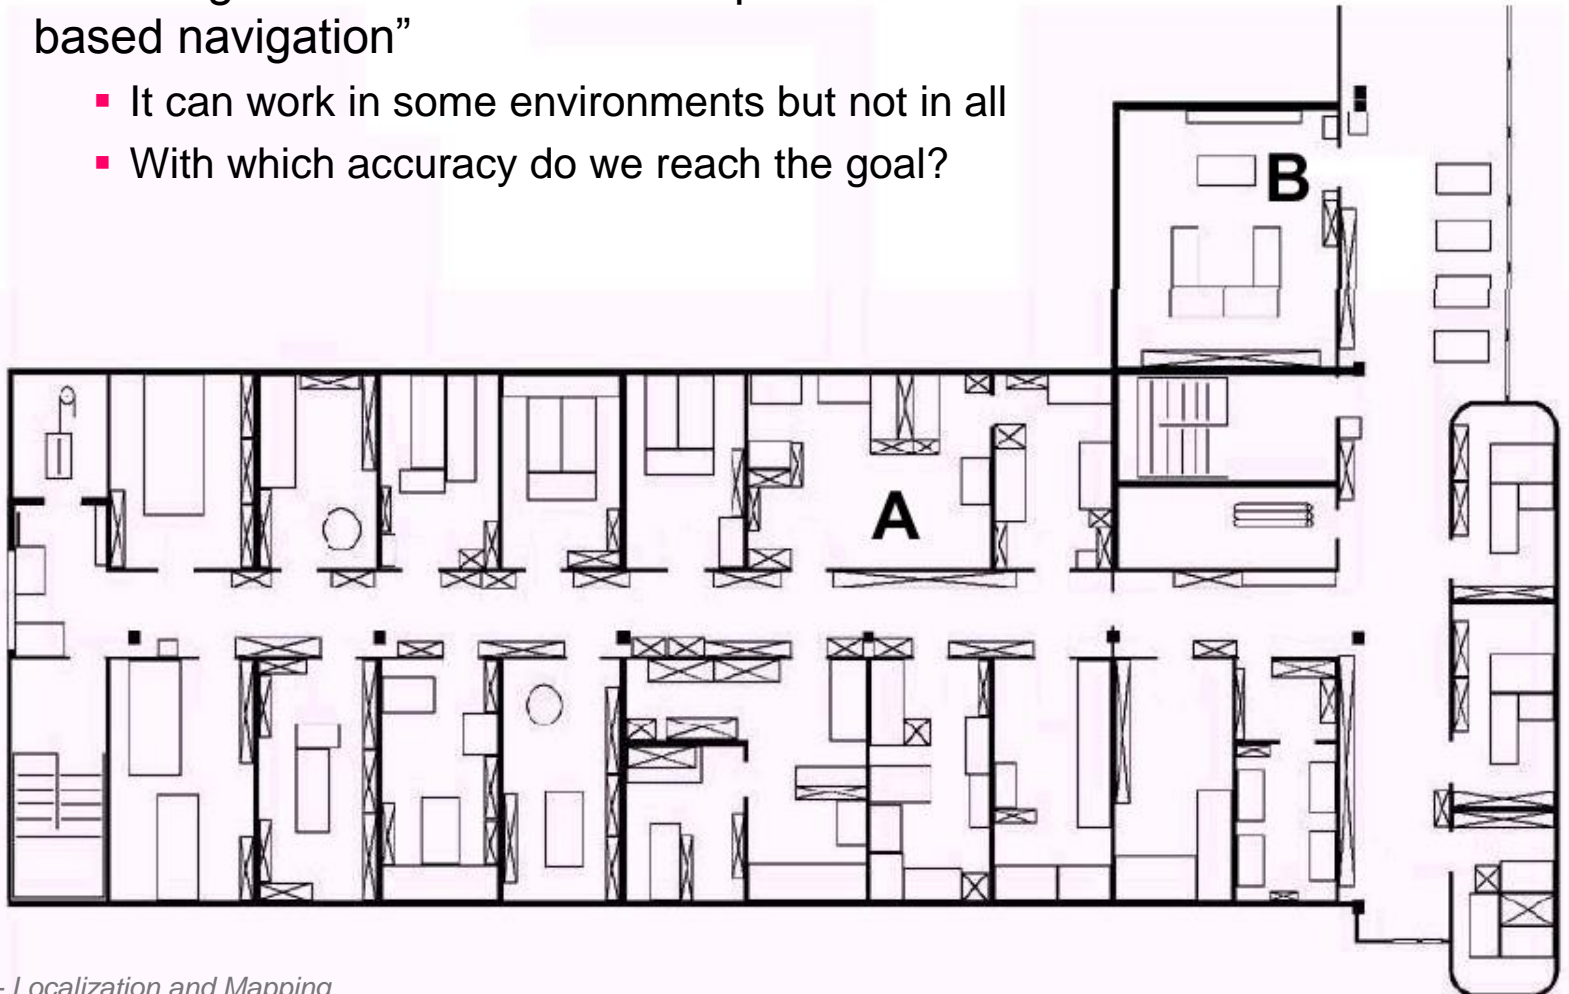 based navigation”
▪ It can work in some environments but not in all
▪ With which accuracy do we reach the goal?
B
A
- Localization and Mapping